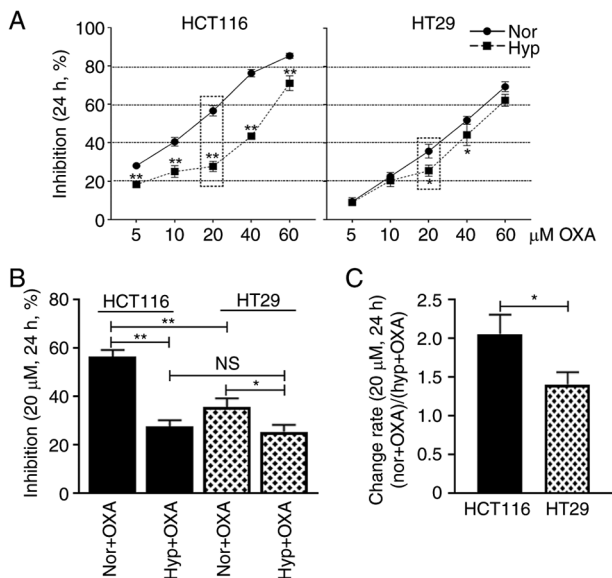 A
HCT116
HT29
Nor
Hyp
Inhibition (24 h, %)
100
80
60
40
20
0
**
**
**
**
**
*
*
5 10 20 40 60
5 10 20 40 60
μM OXA
B
Inhibition (20 μM, 24 h, %)
80
60
40
20
0
HCT116
HT29
**
**
NS
*
Nor+OXA
Hyp+OXA
Nor+OXA
Hyp+OXA
C
Change rate (20 μM, 24 h)
(nor+OXA)/(hyp+OXA)
2.5
2.0
1.5
1.0
0.5
0.0
*
HCT116
HT29